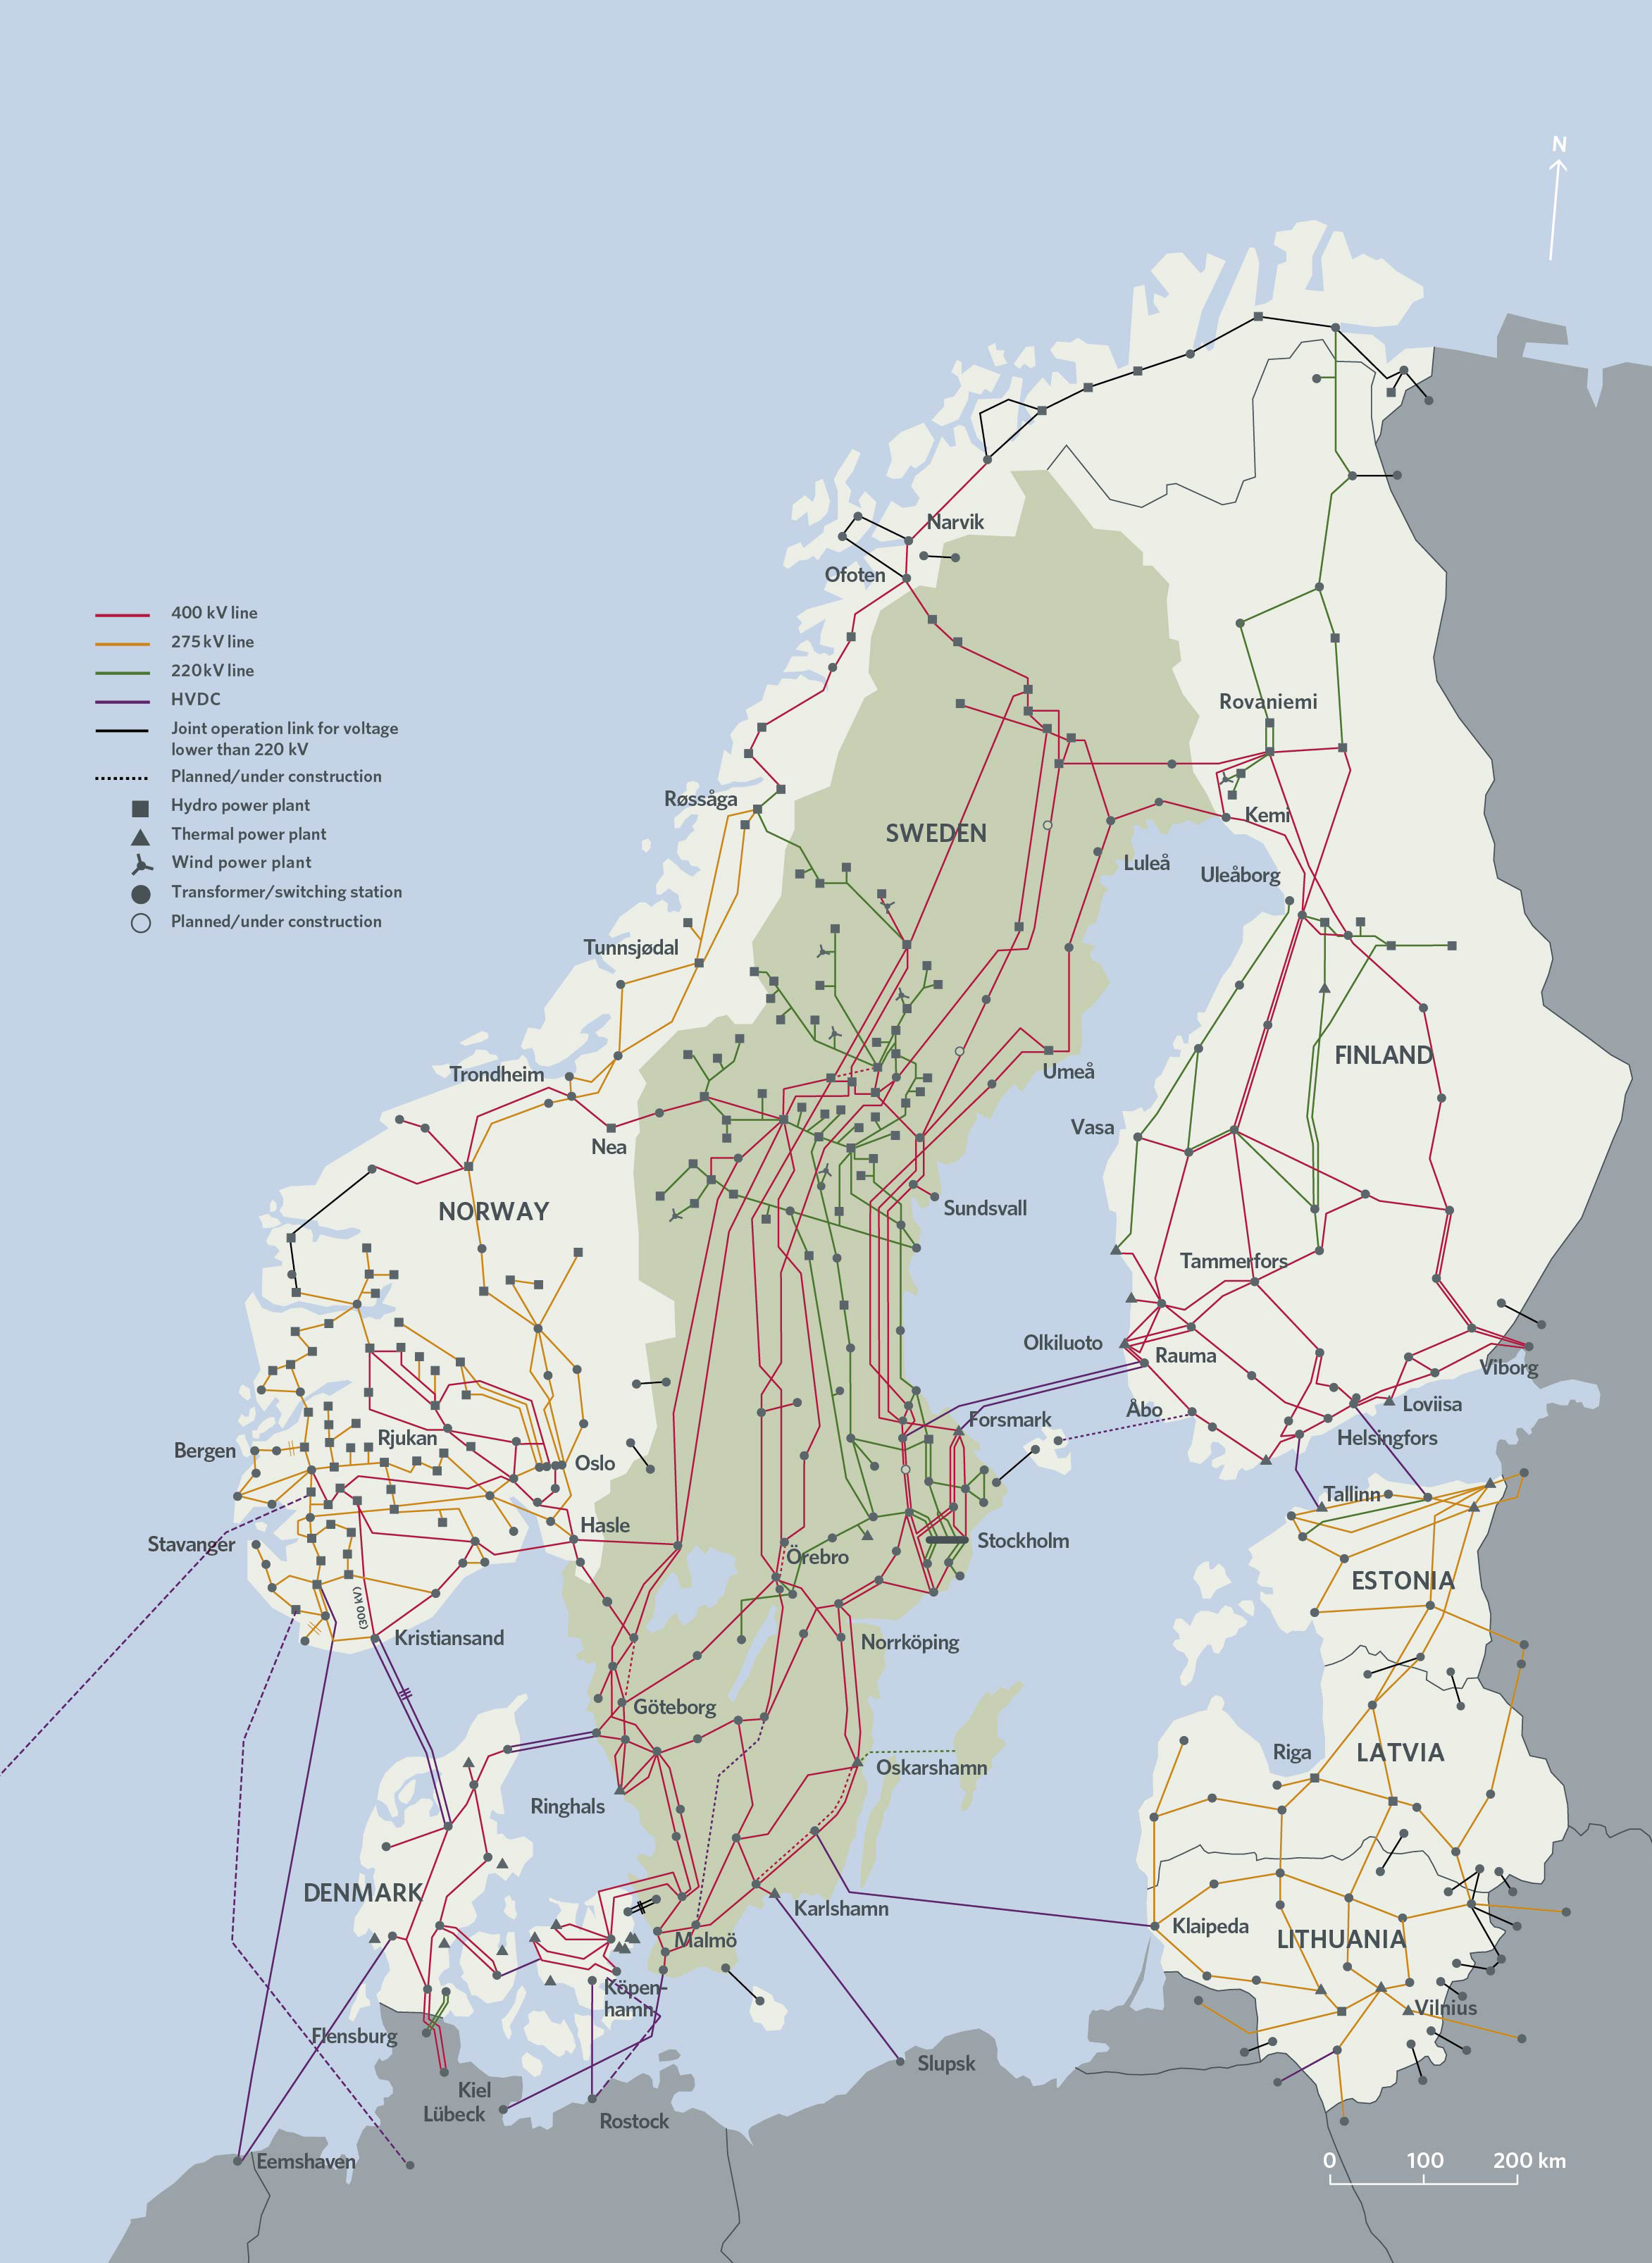 N
Narvik
Ofoten
400 kV line
275 kV line
220 kV line
HVDC
Joint operation link for voltage
lower than 220 kV
Planned/under construction
Hydro power plant
Thermal power plant
Wind power plant
Transformer/switching station
Planned/under construction
Rovaniemi
Røssåga
Kemi
SWEDEN
Luleå
Uleåborg
Tunnsjødal
FINLAND
Trondheim
Umeå
Vasa
Nea
Sundsvall
NORWAY
Tammerfors
Olkiluoto
Rauma
Viborg
Loviisa
Åbo
Forsmark
Helsingfors
Rjukan
Bergen
Oslo
Tallinn
Hasle
Stavanger
Stockholm
Örebro
ESTONIA
(300 kV)
Kristiansand
Norrköping
Göteborg
Riga
LATVIA
Oskarshamn
Ringhals
DENMARK
Karlshamn
Klaipeda
Malmö
LITHUANIA
Köpen-
hamn
Vilnius
Flensburg
Slupsk
Kiel
Lübeck
Rostock
Eemshaven
0 100 200 km